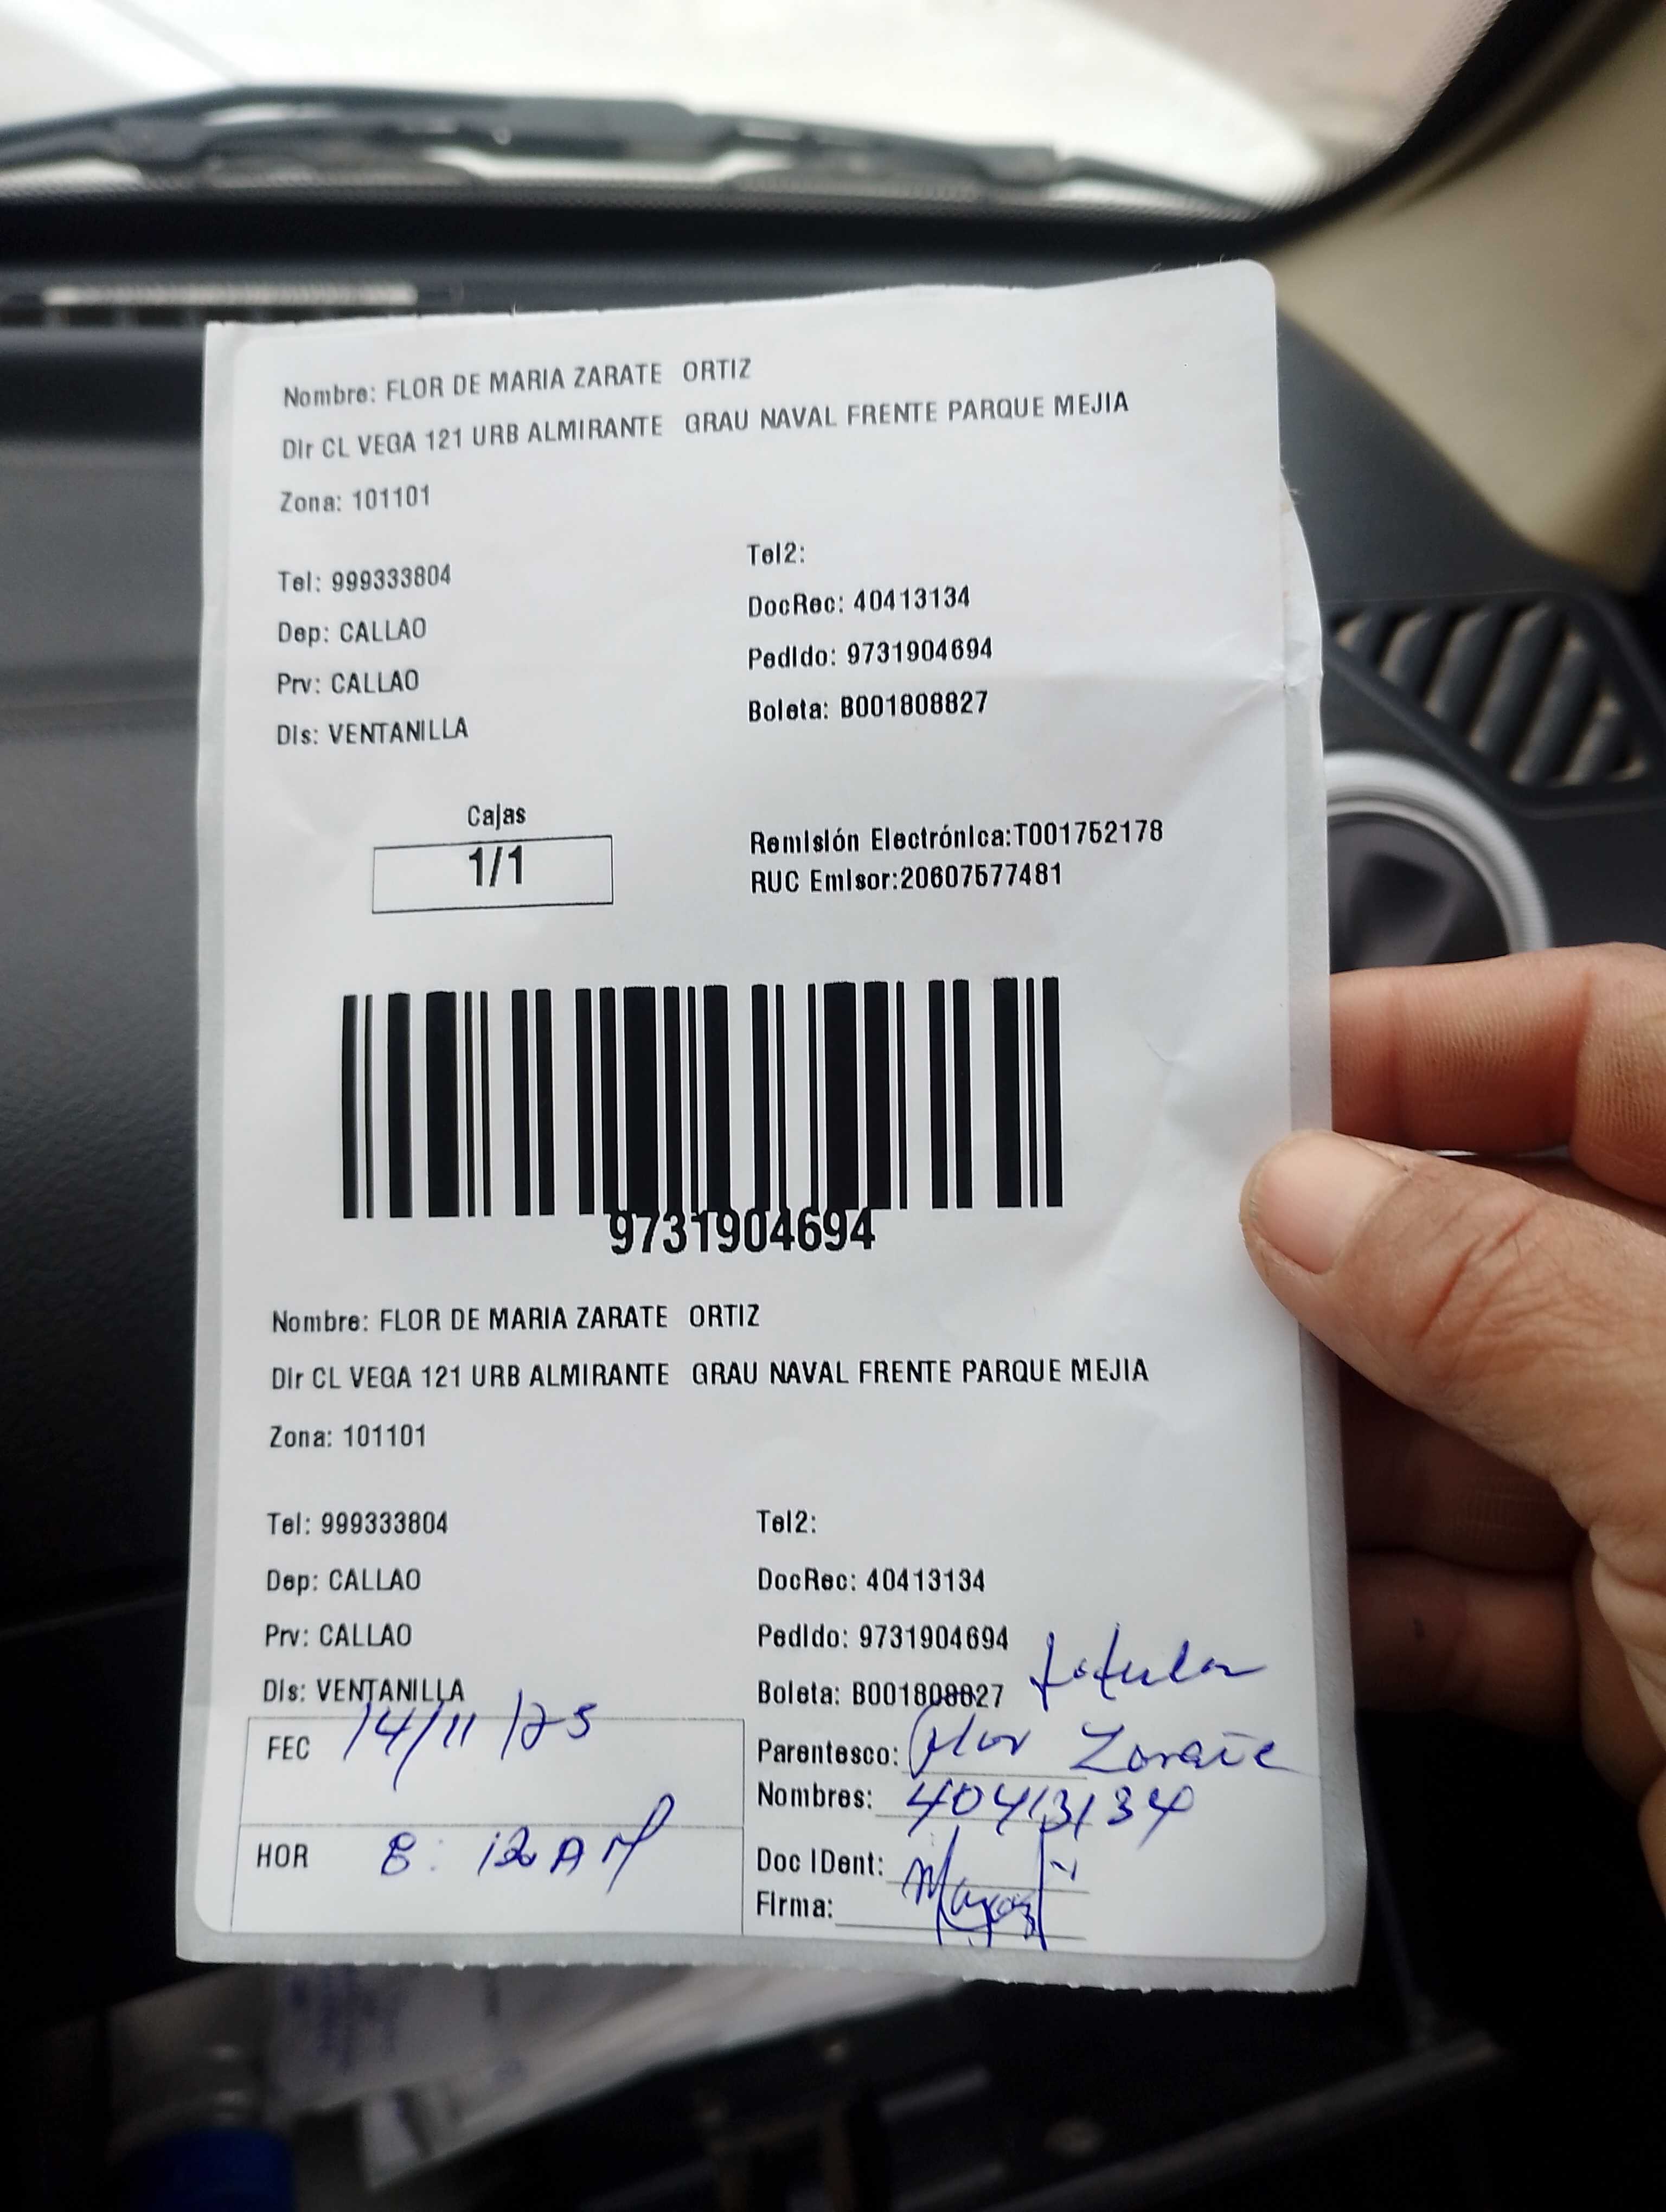 Nombre: FLOR DE MARIA ZARATE ORTIZ
Dir CL VEGA 121 URB ALMIRANTE GRAU NAVAL FRENTE PARQUE MEJIA
Zona: 101101
Tel: 999333804
Tel2:
Dep: CALLAO
DocRec: 40413134
Prv: CALLAO
Pedido: 9731904694
Dis: VENTANILLA
Boleta: B001808827
Cajas
1/1
Remisión Electrónica:T001752178
RUC Emisor:20607577481
9731904694
Nombre: FLOR DE MARIA ZARATE ORTIZ
Dir CL VEGA 121 URB ALMIRANTE GRAU NAVAL FRENTE PARQUE MEJIA
Zona: 101101
Tel: 999333804
Tel2:
Dep: CALLAO
DocRec: 40413134
Prv: CALLAO
Pedido: 9731904694
Dis: VENTANILLA
Boleta: B001808827 titular
FEC 14/11/25
Parentesco: Flor Zarate
Nombres: 40413134
HOR 8:12 AM
Doc IDent:
Firma: